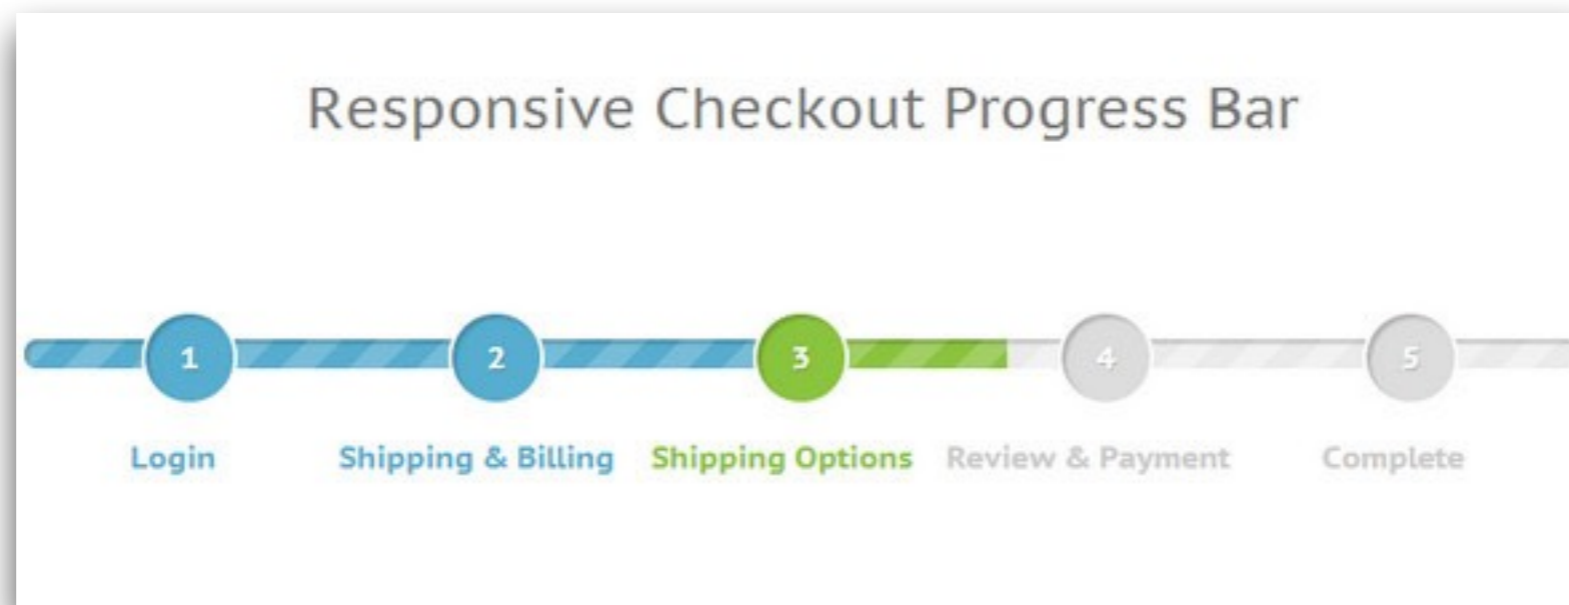 Responsive Checkout Progress Bar
1 2 3 4 5
Login Shipping & Billing Shipping Options Review & Payment Complete